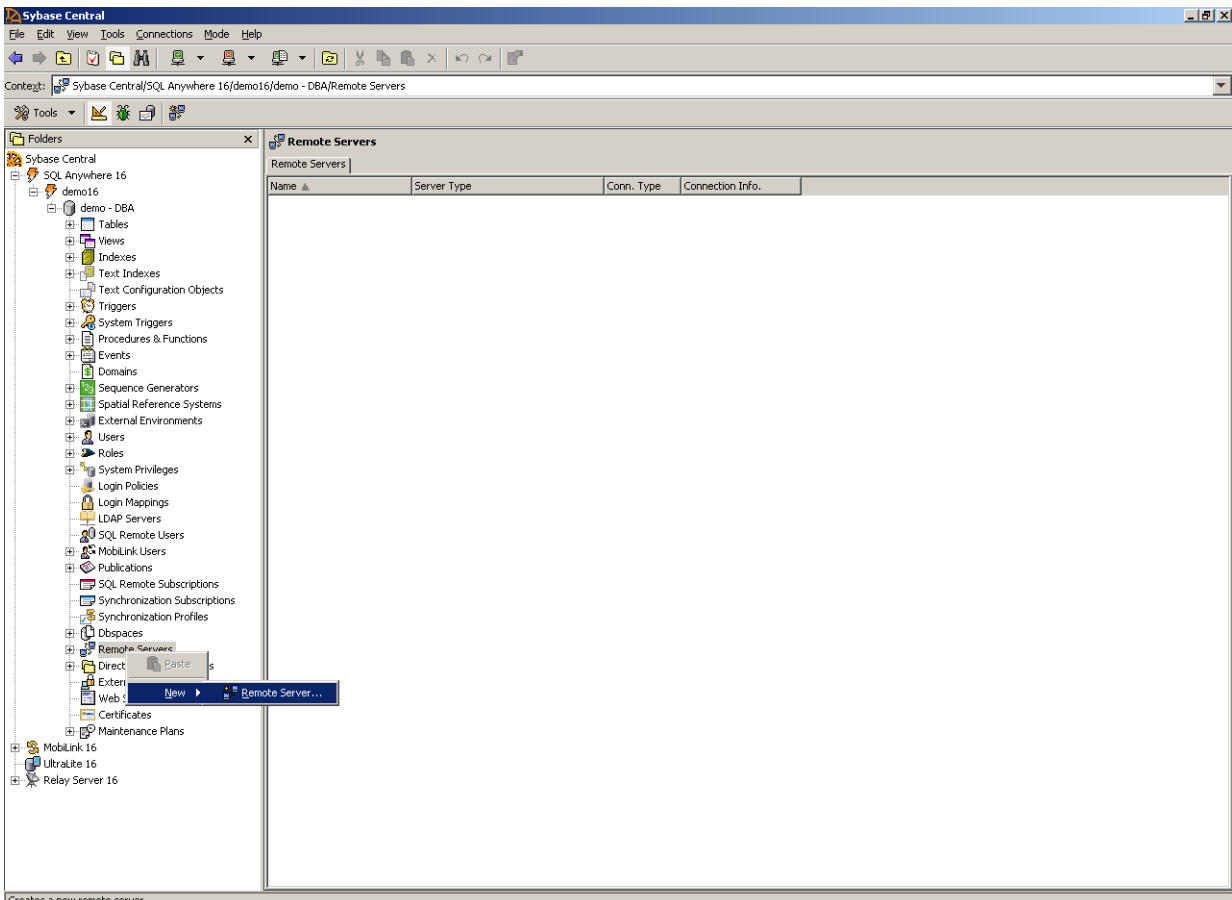 Sybase Central
File Edit View Tools Connections Mode Help
Context: Sybase Central/SQL Anywhere 16/demo16/demo - DBA/Remote Servers
Tools
Folders
Remote Servers
Sybase Central
Remote Servers
SQL Anywhere 16
Name Server Type Conn. Type Connection Info.
demo16
demo - DBA
Tables
Views
Indexes
Text Indexes
Text Configuration Objects
Triggers
System Triggers
Procedures & Functions
Events
Domains
Sequence Generators
Spatial Reference Systems
External Environments
Users
Roles
System Privileges
Login Policies
Login Mappings
LDAP Servers
SQL Remote Users
MobiLink Users
Publications
SQL Remote Subscriptions
Synchronization Subscriptions
Synchronization Profiles
Dbspaces
Remote Servers
Direct Paste s
Extern
Web New Remote Server...
Certificates
Maintenance Plans
MobiLink 16
UltraLite 16
Relay Server 16
Creates a new remote server